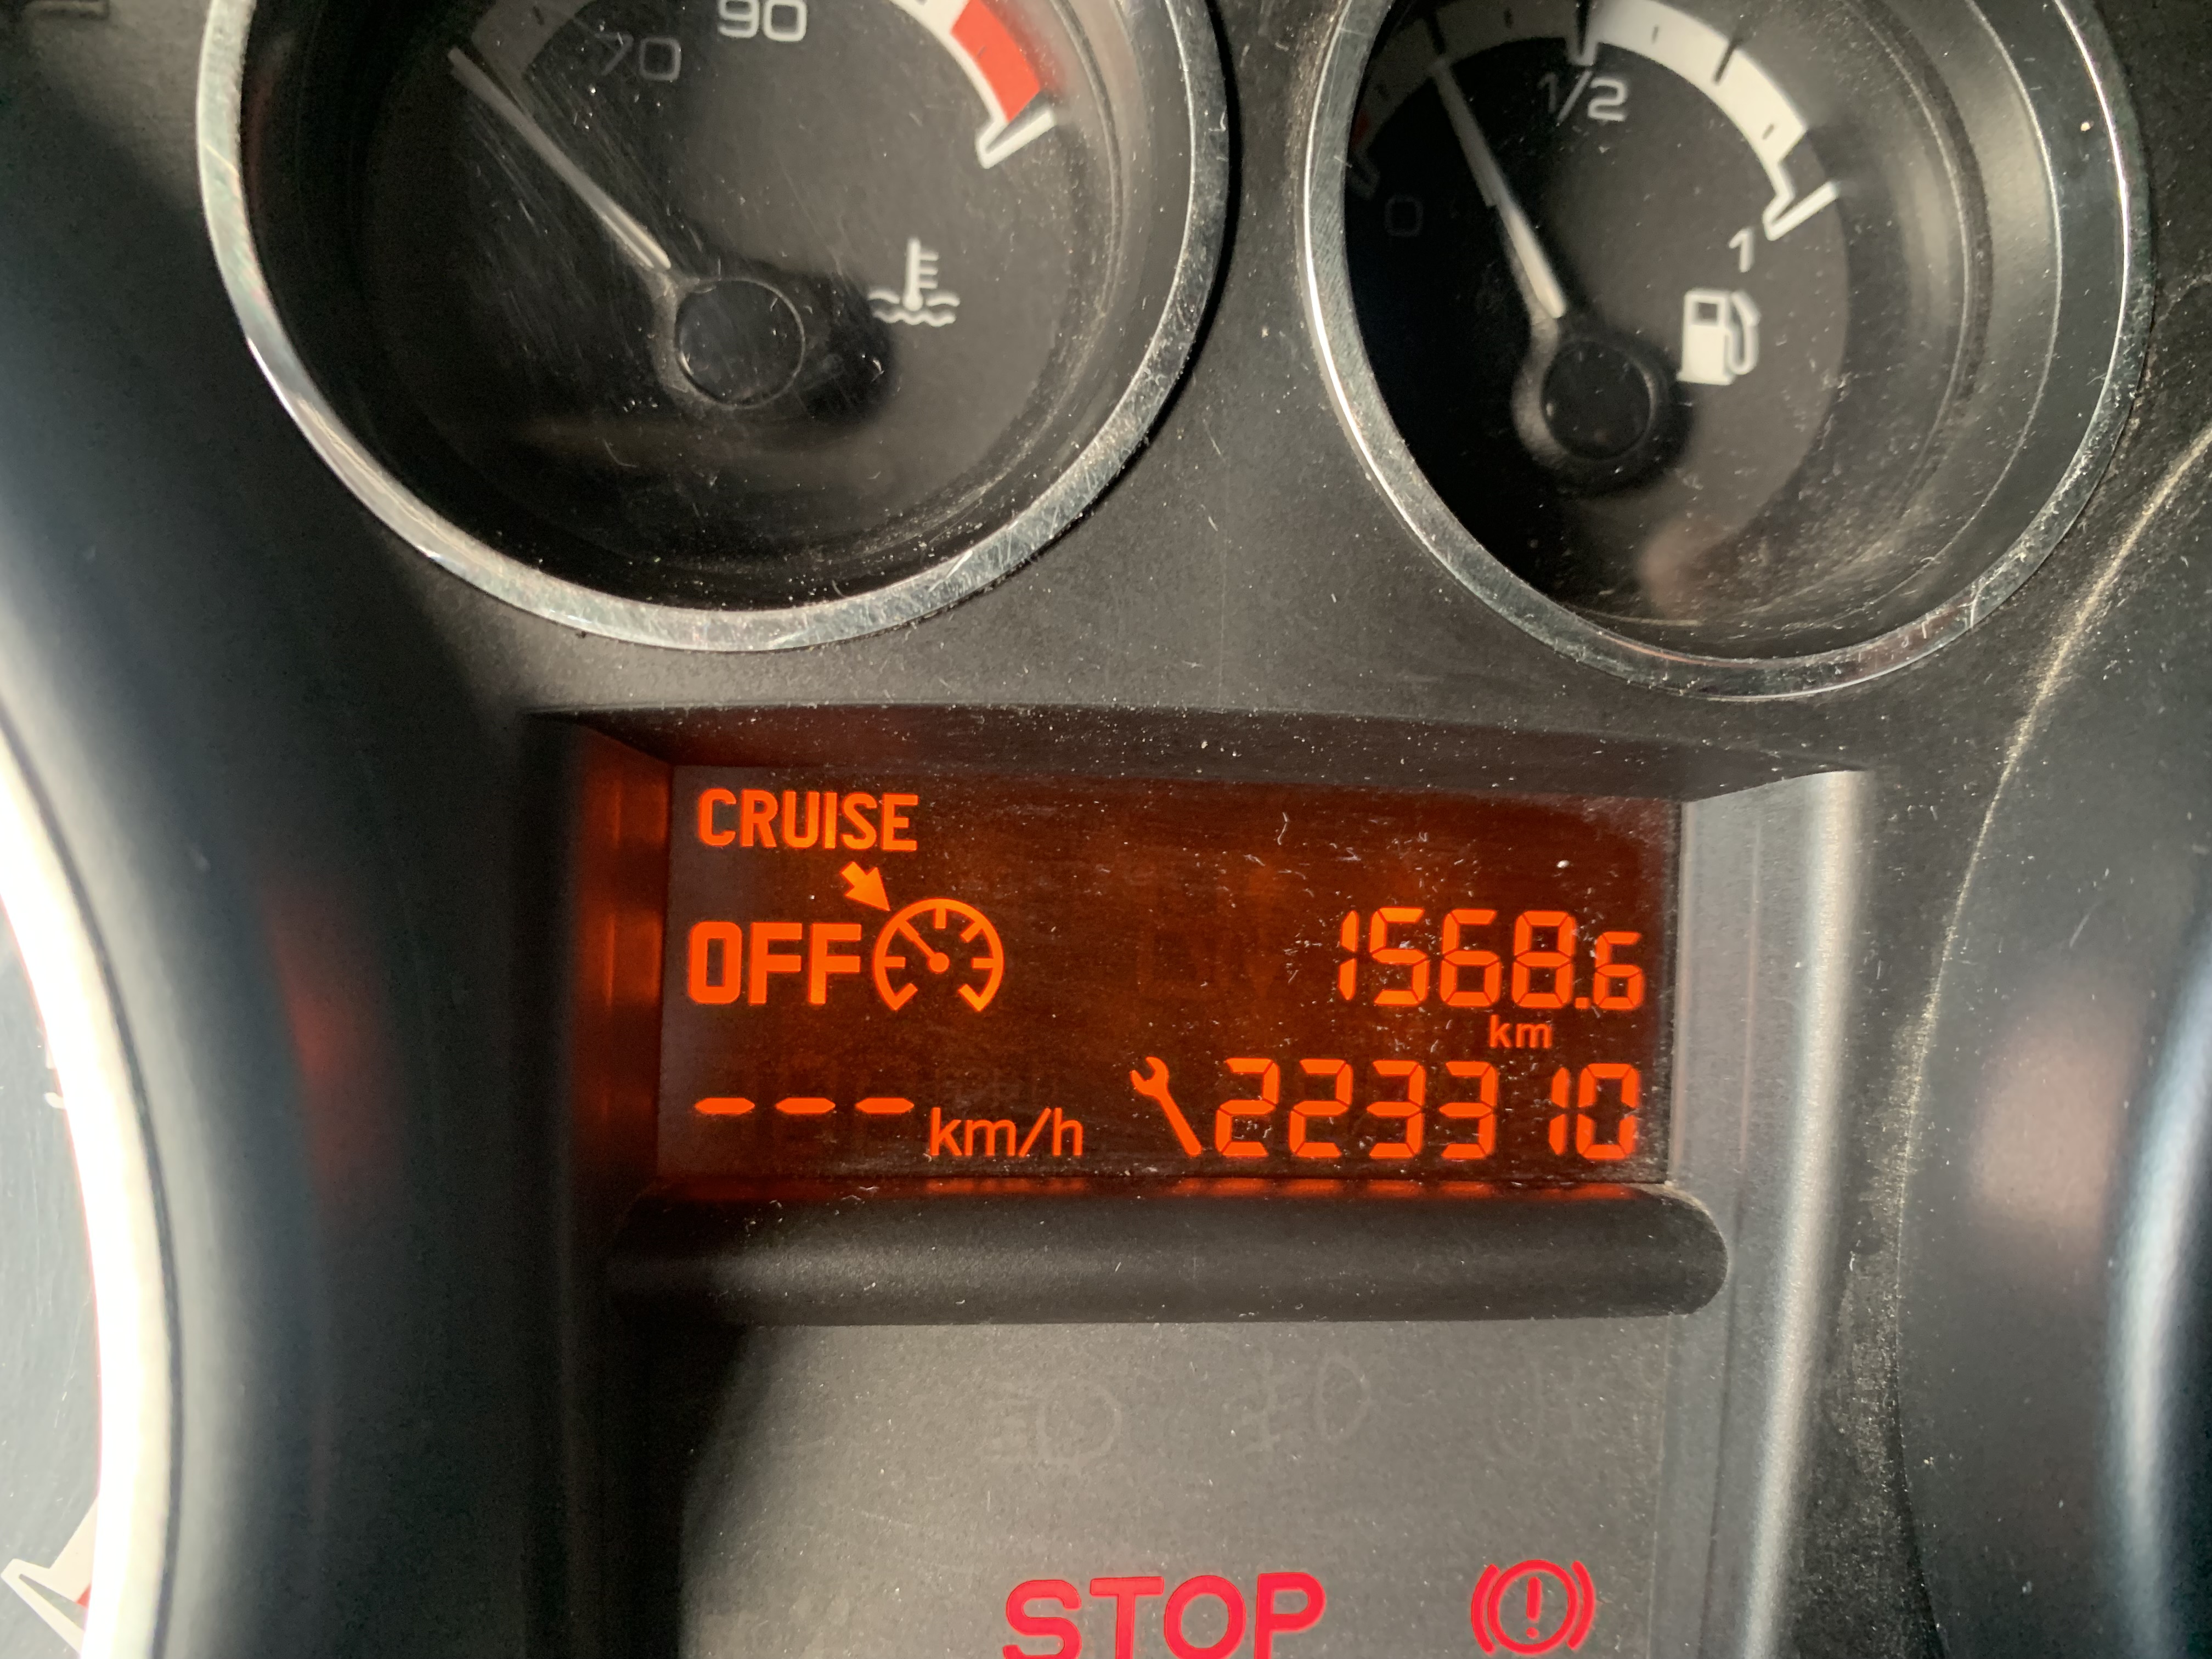 70 90
0 1/2 1
CRUISE
OFF 1568.6
km
--- km/h 223310
STOP